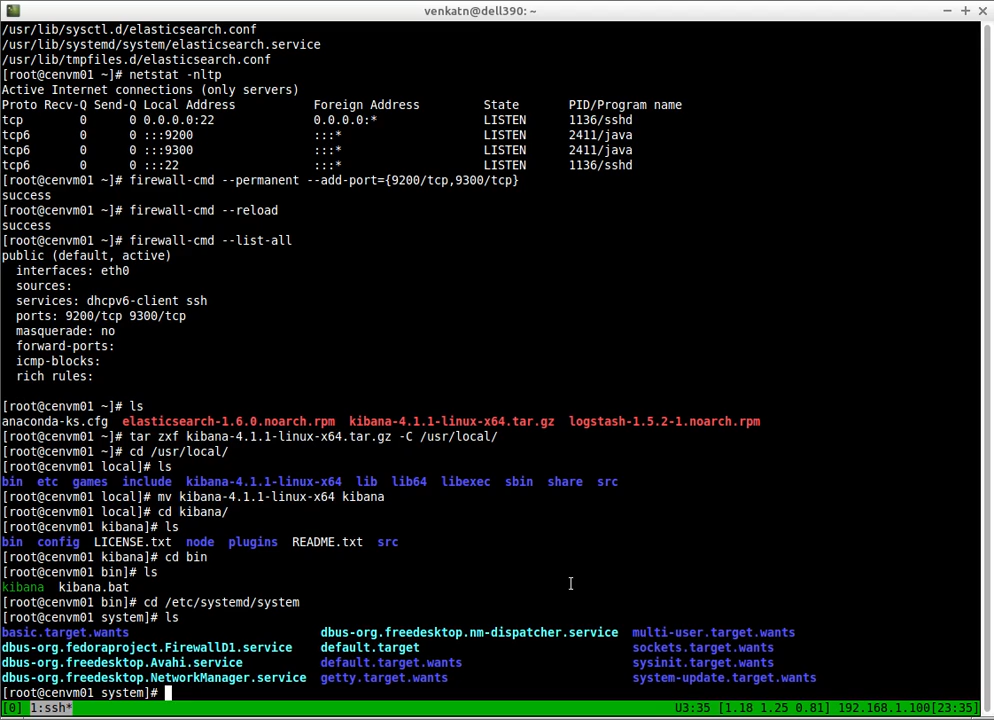 venkatn@dell390: ~
/usr/lib/sysctl.d/elasticsearch.conf
/usr/lib/systemd/system/elasticsearch.service
/usr/lib/tmpfiles.d/elasticsearch.conf
[root@cenvm01 ~]# netstat -nltp
Active Internet connections (only servers)
Proto Recv-Q Send-Q Local Address           Foreign Address         State       PID/Program name
tcp        0      0 0.0.0.0:22              0.0.0.0:*               LISTEN      1136/sshd
tcp6       0      0 :::9200                 :::*                    LISTEN      2411/java
tcp6       0      0 :::9300                 :::*                    LISTEN      2411/java
tcp6       0      0 :::22                   :::*                    LISTEN      1136/sshd
[root@cenvm01 ~]# firewall-cmd --permanent --add-port={9200/tcp,9300/tcp}
success
[root@cenvm01 ~]# firewall-cmd --reload
success
[root@cenvm01 ~]# firewall-cmd --list-all
public (default, active)
  interfaces: eth0
  sources:
  services: dhcpv6-client ssh
  ports: 9200/tcp 9300/tcp
  masquerade: no
  forward-ports:
  icmp-blocks:
  rich rules:
[root@cenvm01 ~]# ls
anaconda-ks.cfg  elasticsearch-1.6.0.noarch.rpm  kibana-4.1.1-linux-x64.tar.gz  logstash-1.5.2-1.noarch.rpm
[root@cenvm01 ~]# tar zxf kibana-4.1.1-linux-x64.tar.gz -C /usr/local/
[root@cenvm01 ~]# cd /usr/local/
[root@cenvm01 local]# ls
bin  etc  games  include  kibana-4.1.1-linux-x64  lib  lib64  libexec  sbin  share  src
[root@cenvm01 local]# mv kibana-4.1.1-linux-x64 kibana
[root@cenvm01 local]# cd kibana/
[root@cenvm01 kibana]# ls
bin  config  LICENSE.txt  node  plugins  README.txt  src
[root@cenvm01 kibana]# cd bin
[root@cenvm01 bin]# ls
kibana  kibana.bat
[root@cenvm01 bin]# cd /etc/systemd/system
[root@cenvm01 system]# ls
basic.target.wants                           dbus-org.freedesktop.nm-dispatcher.service  multi-user.target.wants
dbus-org.fedoraproject.FirewallD1.service    default.target                              sockets.target.wants
dbus-org.freedesktop.Avahi.service           default.target.wants                        sysinit.target.wants
dbus-org.freedesktop.NetworkManager.service  getty.target.wants                          system-update.target.wants
[root@cenvm01 system]#
[0] 1:ssh* U3:35 [1.18 1.25 0.81] 192.168.1.100[23:35]